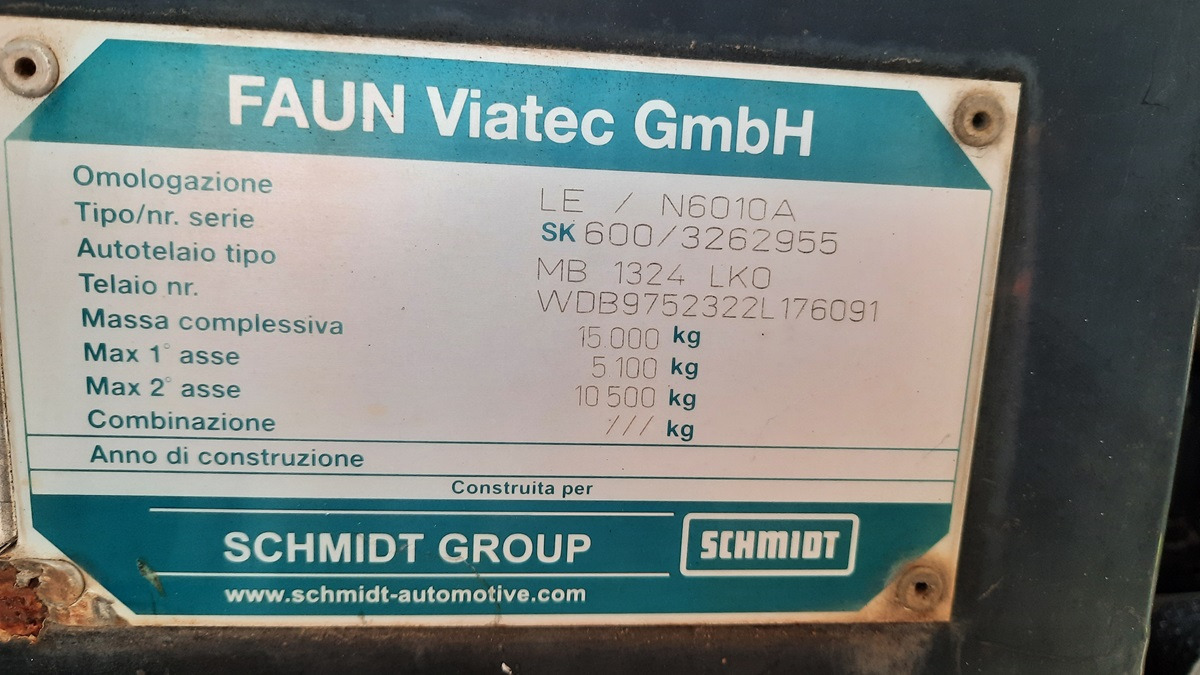 FAUN Viatec GmbH
Omologazione LE / N6010A
Tipo/nr. serie SK 600/3262955
Autotelaio tipo MB 1324 LKO
Telaio nr. WDB9752322L176091
Massa complessiva 15.000 kg
Max 1° asse 5 100 kg
Max 2° asse 10 500 kg
Combinazione /// kg
Anno di construzione
Construita per
SCHMIDT GROUP SCHMIDT
www.schmidt-automotive.com